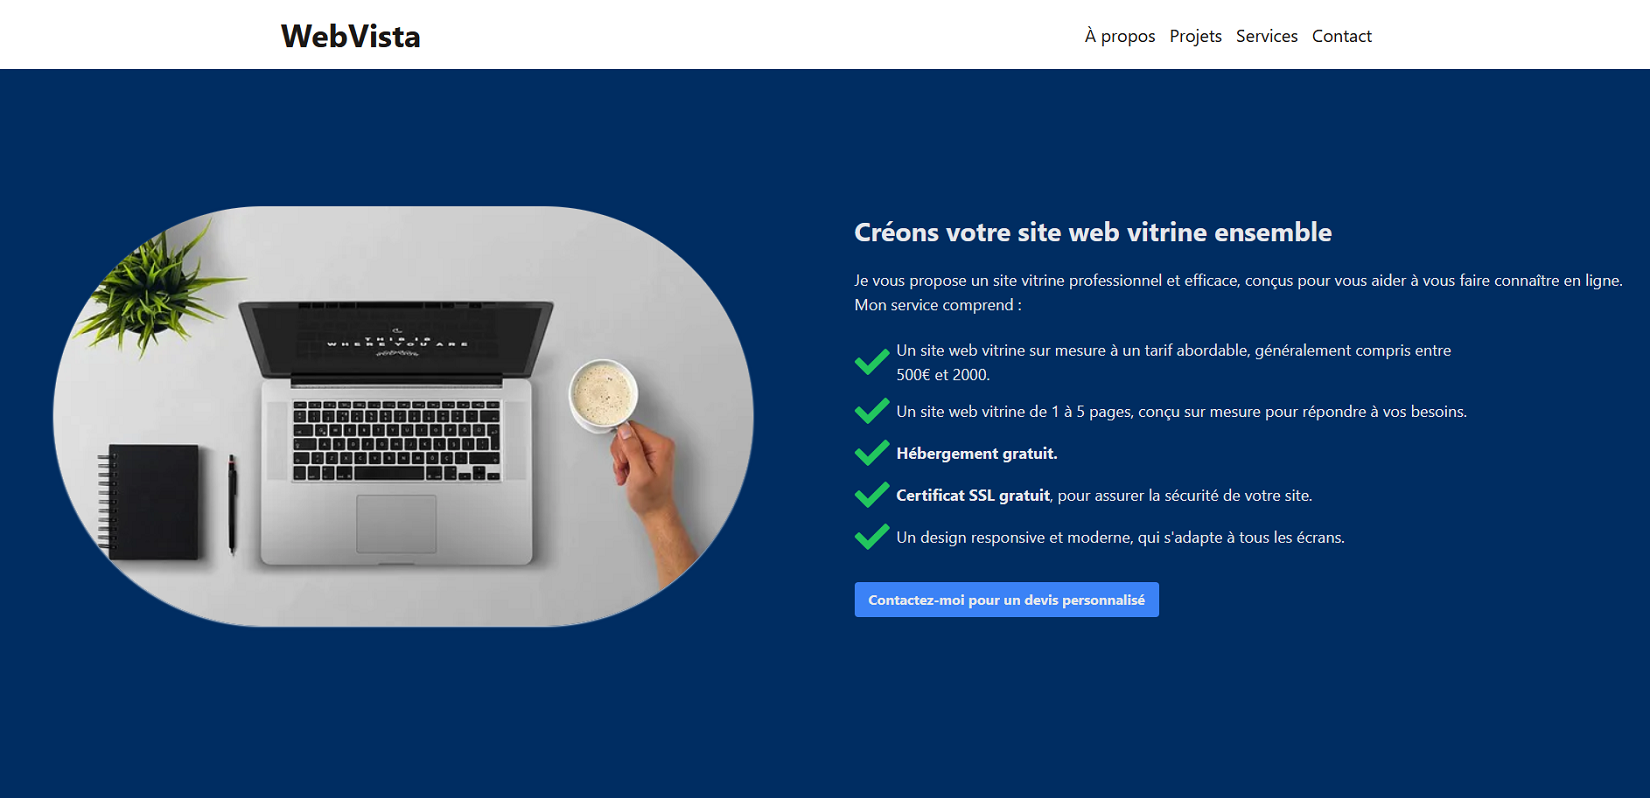 WebVista
À propos Projets Services Contact
THIS IS
WHERE YOU ARE
Créons votre site web vitrine ensemble
Je vous propose un site vitrine professionnel et efficace, conçus pour vous aider à vous faire connaître en ligne.
Mon service comprend :
Un site web vitrine sur mesure à un tarif abordable, généralement compris entre
500€ et 2000.
Un site web vitrine de 1 à 5 pages, conçu sur mesure pour répondre à vos besoins.
Hébergement gratuit.
Certificat SSL gratuit, pour assurer la sécurité de votre site.
Un design responsive et moderne, qui s'adapte à tous les écrans.
Contactez-moi pour un devis personnalisé